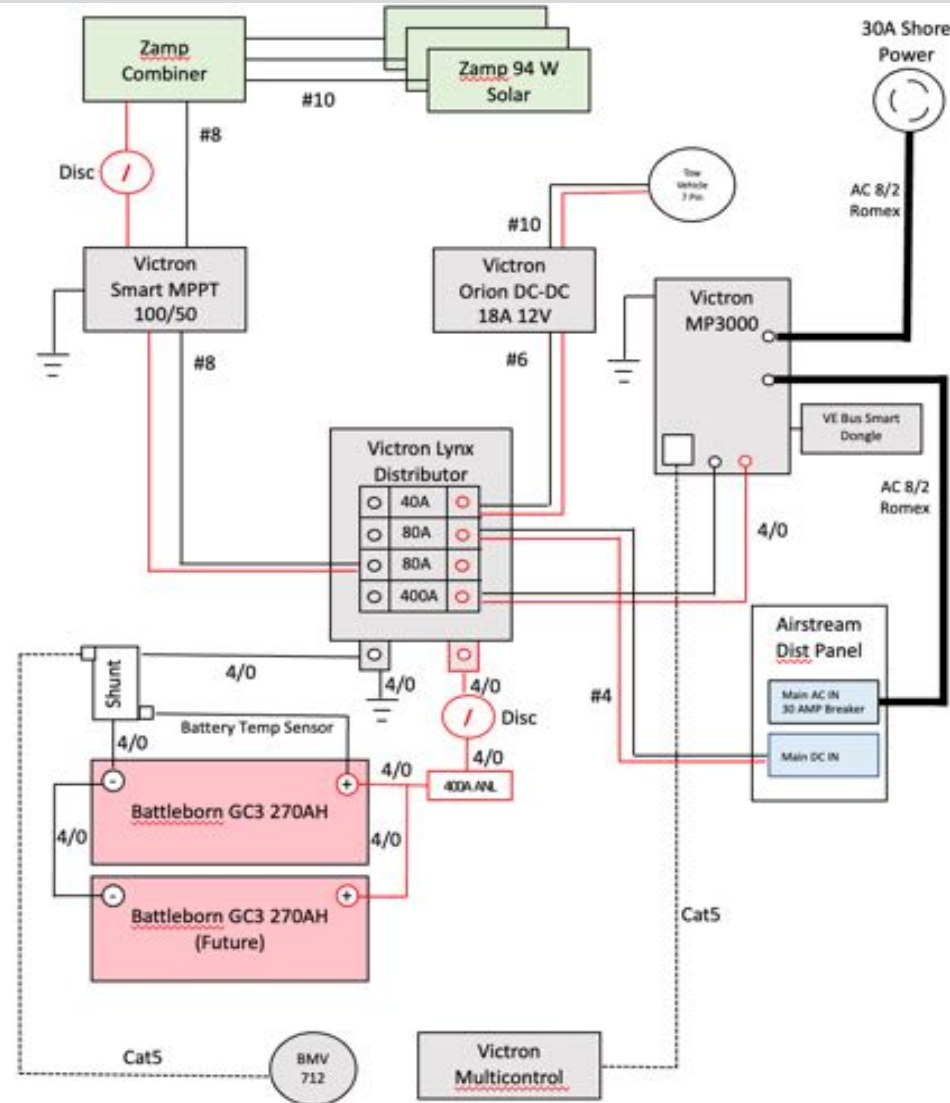 Zamp
Combiner
Zamp 94 W
Solar
#10
#8
Disc
30A Shore
Power
Tow
Vehicle
7 Pin
AC 8/2
Romex
#10
Victron
Smart MPPT
100/50
Victron
Orion DC-DC
18A 12V
Victron
MP3000
#8
#6
VE Bus Smart
Dongle
Victron Lynx
Distributor
40A
80A
80A
400A
AC 8/2
Romex
4/0
Airstream
Dist Panel
Main AC IN
30 AMP Breaker
Main DC IN
Shunt
4/0
4/0
4/0
#4
Disc
Battery Temp Sensor
4/0
4/0
4/0
400A ANL
Battleborn GC3 270AH
4/0
4/0
Battleborn GC3 270AH
(Future)
Cat5
Cat5
BMV
712
Victron
Multicontrol